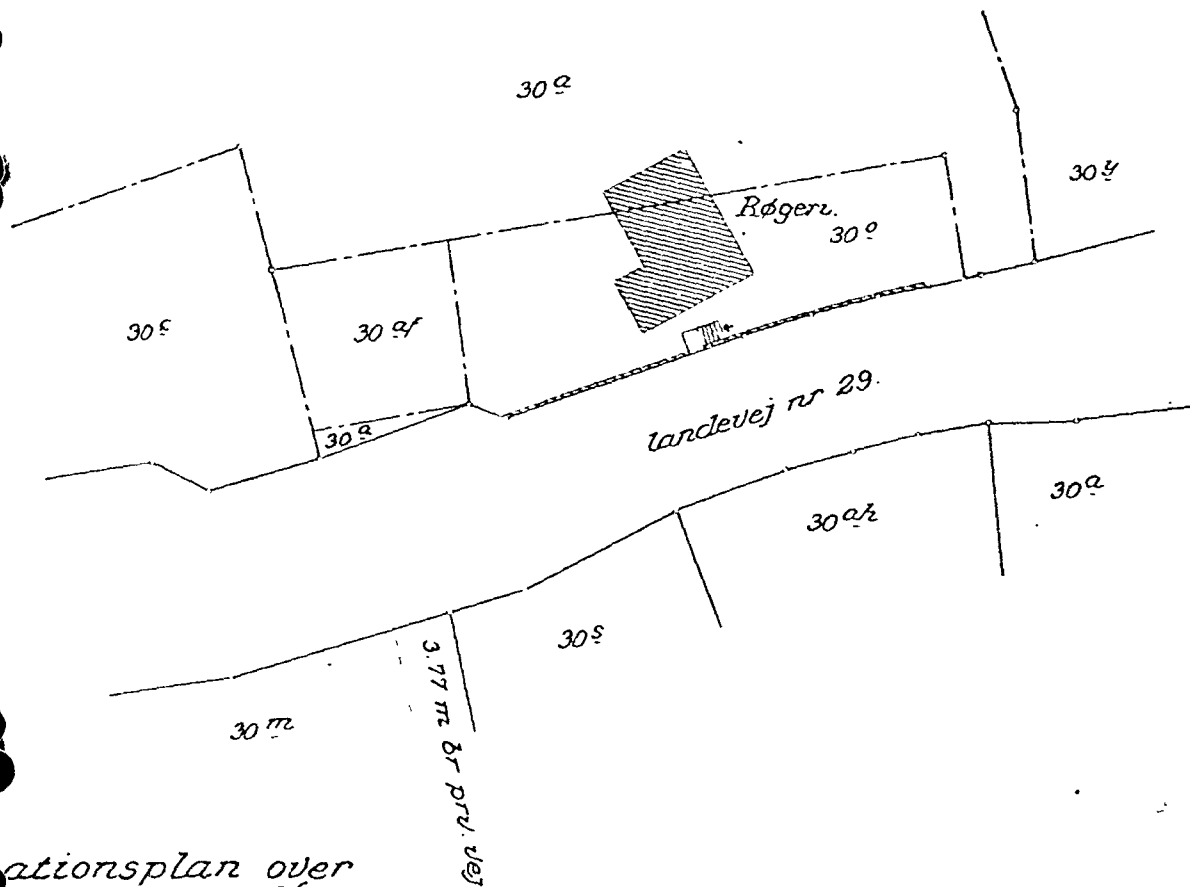 30a
30y
Røgeri.
30o
30c
30af
30a
landevej nr 29.
30a
30ah
30s
30m
3.77 m br prv. vej
ationsplan over